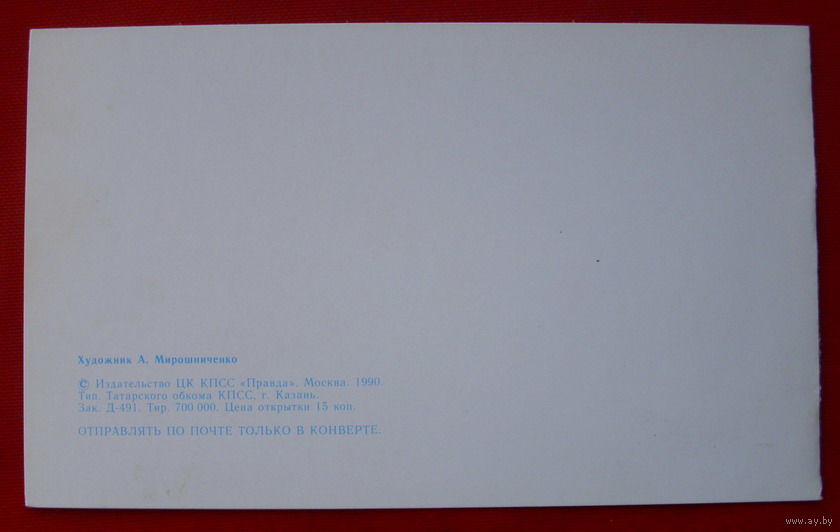 Художник А. Мирошниченко
© Издательство ЦК КПСС «Правда». Москва. 1990.
Тип. Татарского обкома КПСС, г. Казань.
Зак. Д-491. Тир. 700 000. Цена открытки 15 коп.
ОТПРАВЛЯТЬ ПО ПОЧТЕ ТОЛЬКО В КОНВЕРТЕ.
www.ay.by